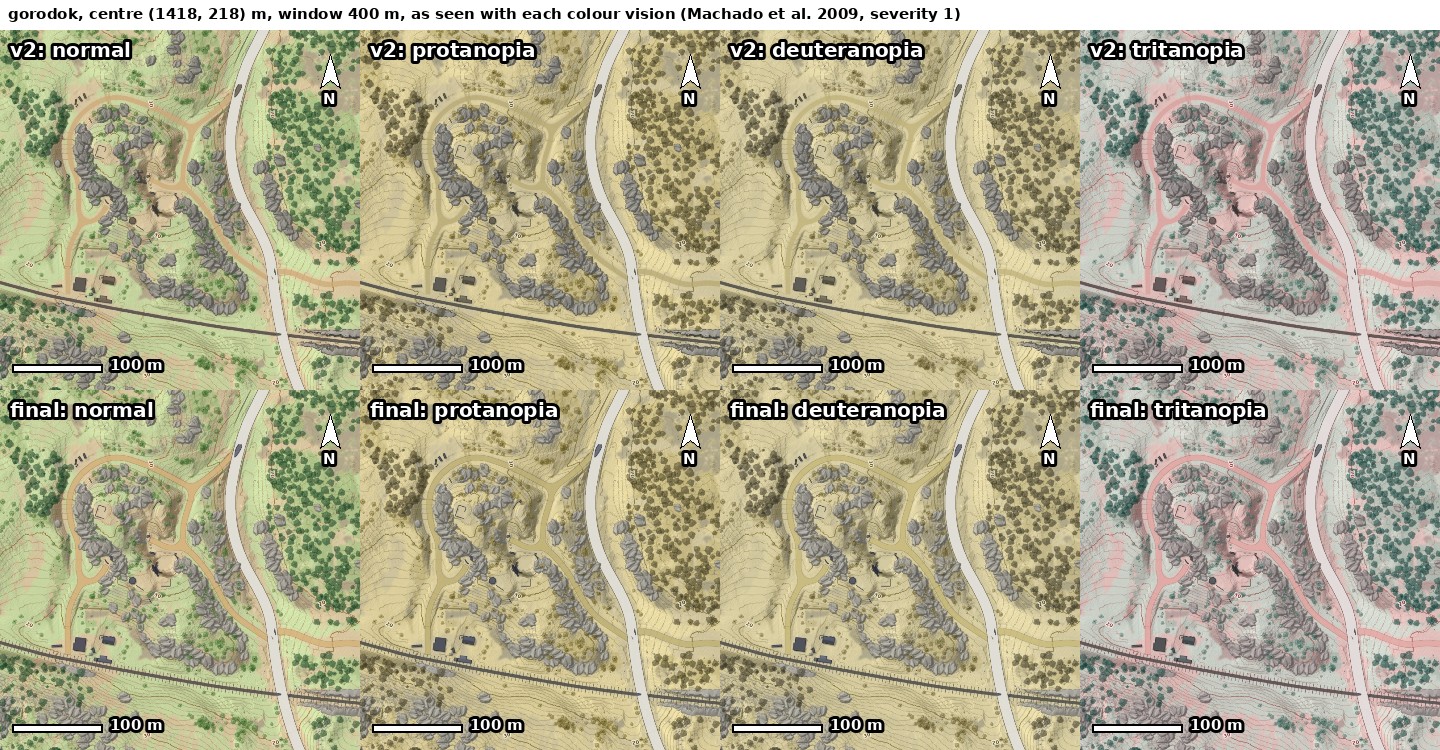 gorodok, centre (1418, 218) m, window 400 m, as seen with each colour vision (Machado et al. 2009, severity 1)
v2: normal
v2: protanopia
v2: deuteranopia
v2: tritanopia
N
N
N
N
100 m
100 m
100 m
100 m
final: normal
final: protanopia
final: deuteranopia
final: tritanopia
N
N
N
N
100 m
100 m
100 m
100 m